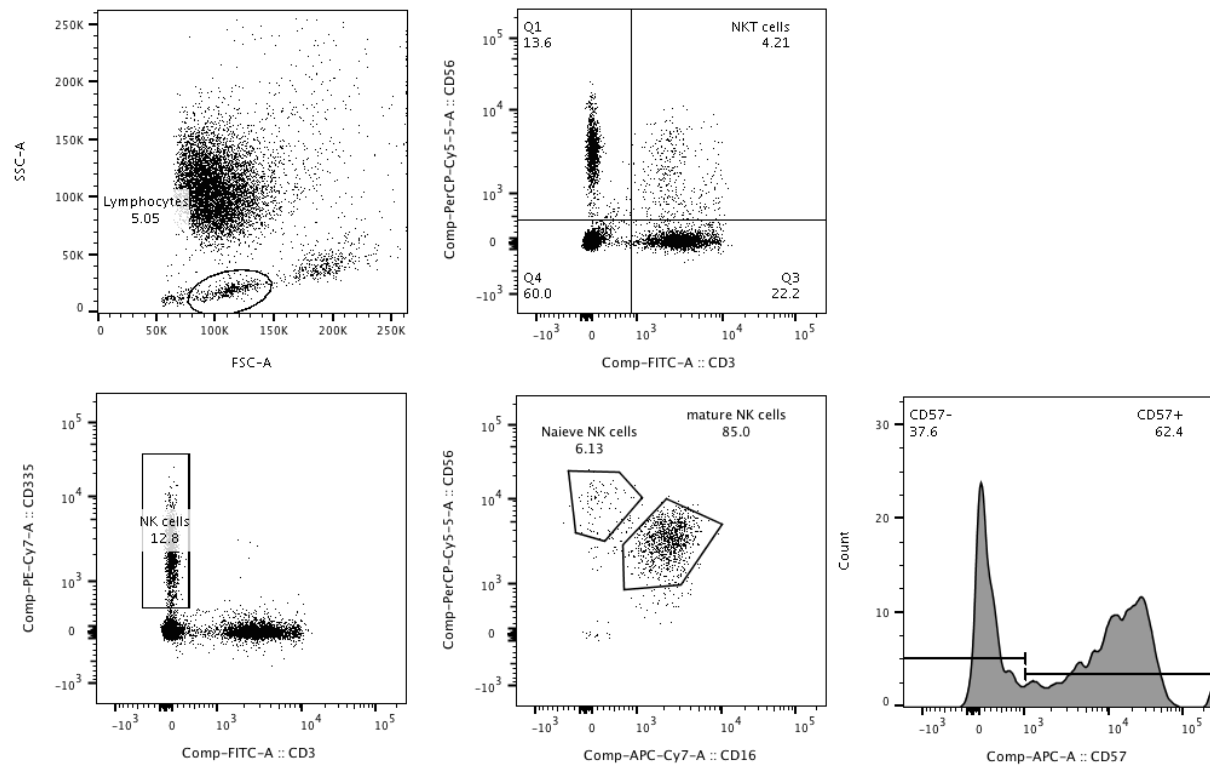 250K
200K
150K
100K
50K
0
SSC-A
Lymphocytes
5.05
0
50K
100K
150K
200K
250K
FSC-A
Q1
13.6
NKT cells
4.21
10^5
10^4
10^3
0
-10^3
Comp-PerCP-Cy5-5-A :: CD56
Q4
60.0
Q3
22.2
-10^3
0
10^3
10^4
10^5
Comp-FITC-A :: CD3
10^5
10^4
10^3
0
-10^3
Comp-PE-Cy7-A :: CD335
NK cells
12.8
-10^3
0
10^3
10^4
10^5
Comp-FITC-A :: CD3
mature NK cells
85.0
Naieve NK cells
6.13
10^5
10^4
10^3
0
-10^3
Comp-PerCP-Cy5-5-A :: CD56
-10^3
0
10^3
10^4
10^5
Comp-APC-Cy7-A :: CD16
CD57-
37.6
CD57+
62.4
30
20
10
0
Count
-10^3
0
10^3
10^4
10^5
Comp-APC-A :: CD57